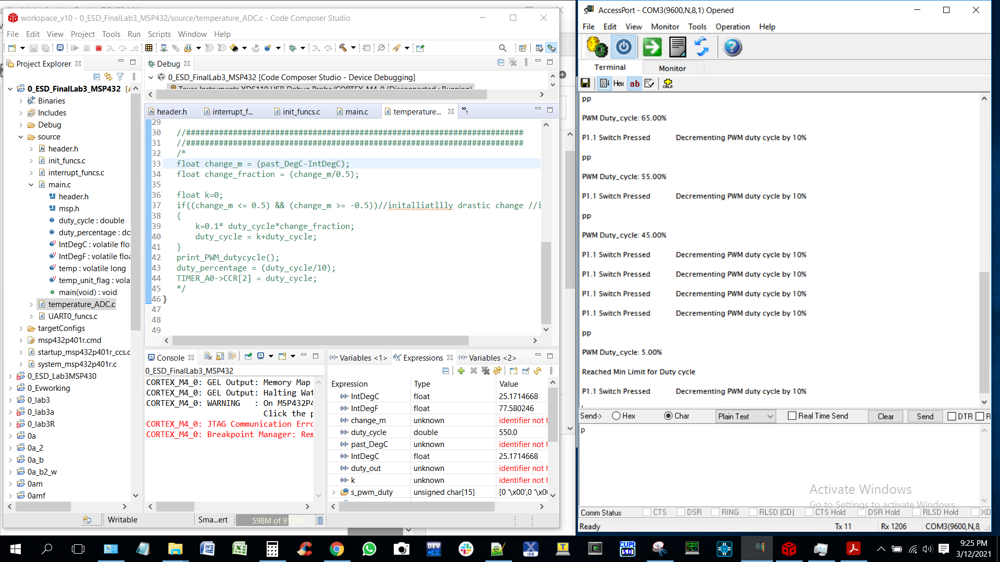 workspace_v10 - 0_ESD_FinalLab3_MSP432/source/temperature_ADC.c - Code Composer Studio
File Edit View Project Tools Run Scripts Window Help
Project Explorer
0_ESD_FinalLab3_MSP432
Binaries
Includes
Debug
source
header.h
init_funcs.c
interrupt_funcs.c
main.c
header.h
msp.h
duty_cycle : double
duty_percentage : dc
IntDegC : volatile flo
IntDegF : volatile floa
temp : volatile long
temp_unit_flag : vola
main(void) : void
temperature_ADC.c
UART0_funcs.c
targetConfigs
msp432p401r.cmd
startup_msp432p401r_ccs.c
system_msp432p401r.c
0_ESD_Lab3MSP430
0_Evworking
0_lab3
0_lab3a
0_lab3R
0a
0a_2
0a_b
0a_b2_w
0am
0amf
Debug
0_ESD_FinalLab3_MSP432 [Code Composer Studio - Device Debugging]
Texas Instruments XDS110 USB Debug Probe/CORTEX_M4_0 (Disconnected : Running)
header.h interrupt_f... init_funcs.c main.c temperature... »1
29
30 //########################################################################
31 //########################################################################
32 /*
33 float change_m = (past_DegC-IntDegC);
34 float change_fraction = (change_m/0.5);
35
36 float k=0;
37 if((change_m <= 0.5) && (change_m >= -0.5))//initalliatllly drastic change //i
38 {
39 k=0.1* duty_cycle*change_fraction;
40 duty_cycle = k+duty_cycle;
41 }
42 print_PWM_dutycycle();
43 duty_percentage = (duty_cycle/10);
44 TIMER_A0->CCR[2] = duty_cycle;
45 */
46 }
47
48
49
Console
0_ESD_FinalLab3_MSP432
CORTEX_M4_0: GEL Output: Memory Map
CORTEX_M4_0: GEL Output: Halting Wat
CORTEX_M4_0: WARNING : On MSP432P4
Click the p
CORTEX_M4_0: JTAG Communication Erro
CORTEX_M4_0: Breakpoint Manager: Rem
Variables <1> Expressions Variables <2>
Expression Type Value
IntDegC float 25.1714668
IntDegF float 77.580246
change_m unknown identifier not f
duty_cycle double 550.0
past_DegC unknown identifier not f
IntDegC float 25.1714668
duty_out unknown identifier not f
k unknown identifier not f
s_pwm_duty unsigned char[15] [0 '\x00',0 '\x0
Writable Sma...ert 598M of 912M
AccessPort - COM3(9600,N,8,1) Opened
File Edit View Monitor Tools Operation Help
Terminal Monitor
Hex ab CRLF
pp
PWM Duty_cycle: 65.00%
P1.1 Switch Pressed Decrementing PWM duty cycle by 10%
pp
PWM Duty_cycle: 55.00%
P1.1 Switch Pressed Decrementing PWM duty cycle by 10%
pp
PWM Duty_cycle: 45.00%
P1.1 Switch Pressed Decrementing PWM duty cycle by 10%
P1.1 Switch Pressed Decrementing PWM duty cycle by 10%
P1.1 Switch Pressed Decrementing PWM duty cycle by 10%
P1.1 Switch Pressed Decrementing PWM duty cycle by 10%
pp
PWM Duty_cycle: 5.00%
Reached Min Limit for Duty cycle
P1.1 Switch Pressed Decrementing PWM duty cycle by 10%
Send-> Hex Char Plain Text Real Time Send Clear Send DTR R
p
Activate Windows
Go to Settings to activate Windows.
Comm Status CTS DSR RING RLSD (CD) CTS Hold DSR Hold RLSD Hold XO
Ready Tx 11 Rx 1206 COM3(9600,N,8,
9:25 PM
3/12/2021